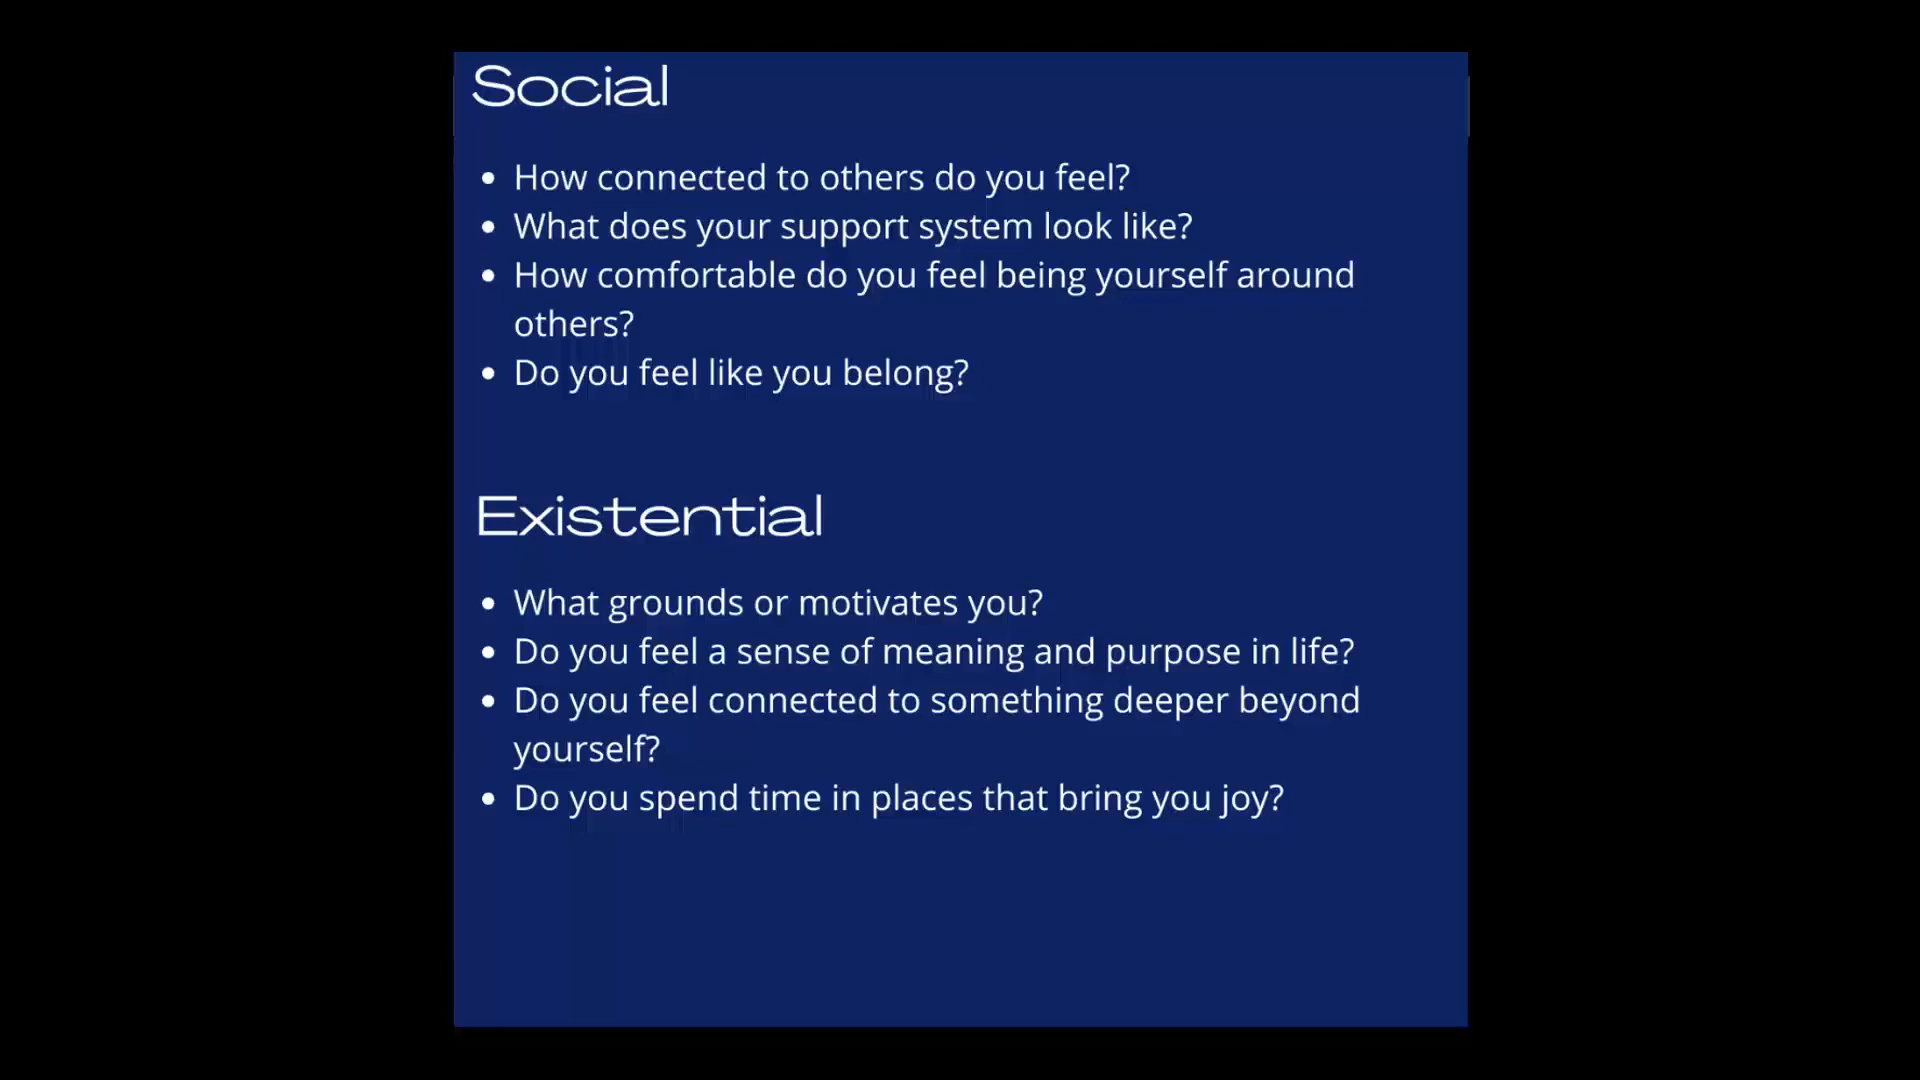 Social
• How connected to others do you feel?
• What does your support system look like?
• How comfortable do you feel being yourself around
others?
• Do you feel like you belong?
Existential
• What grounds or motivates you?
• Do you feel a sense of meaning and purpose in life?
• Do you feel connected to something deeper beyond
yourself?
• Do you spend time in places that bring you joy?